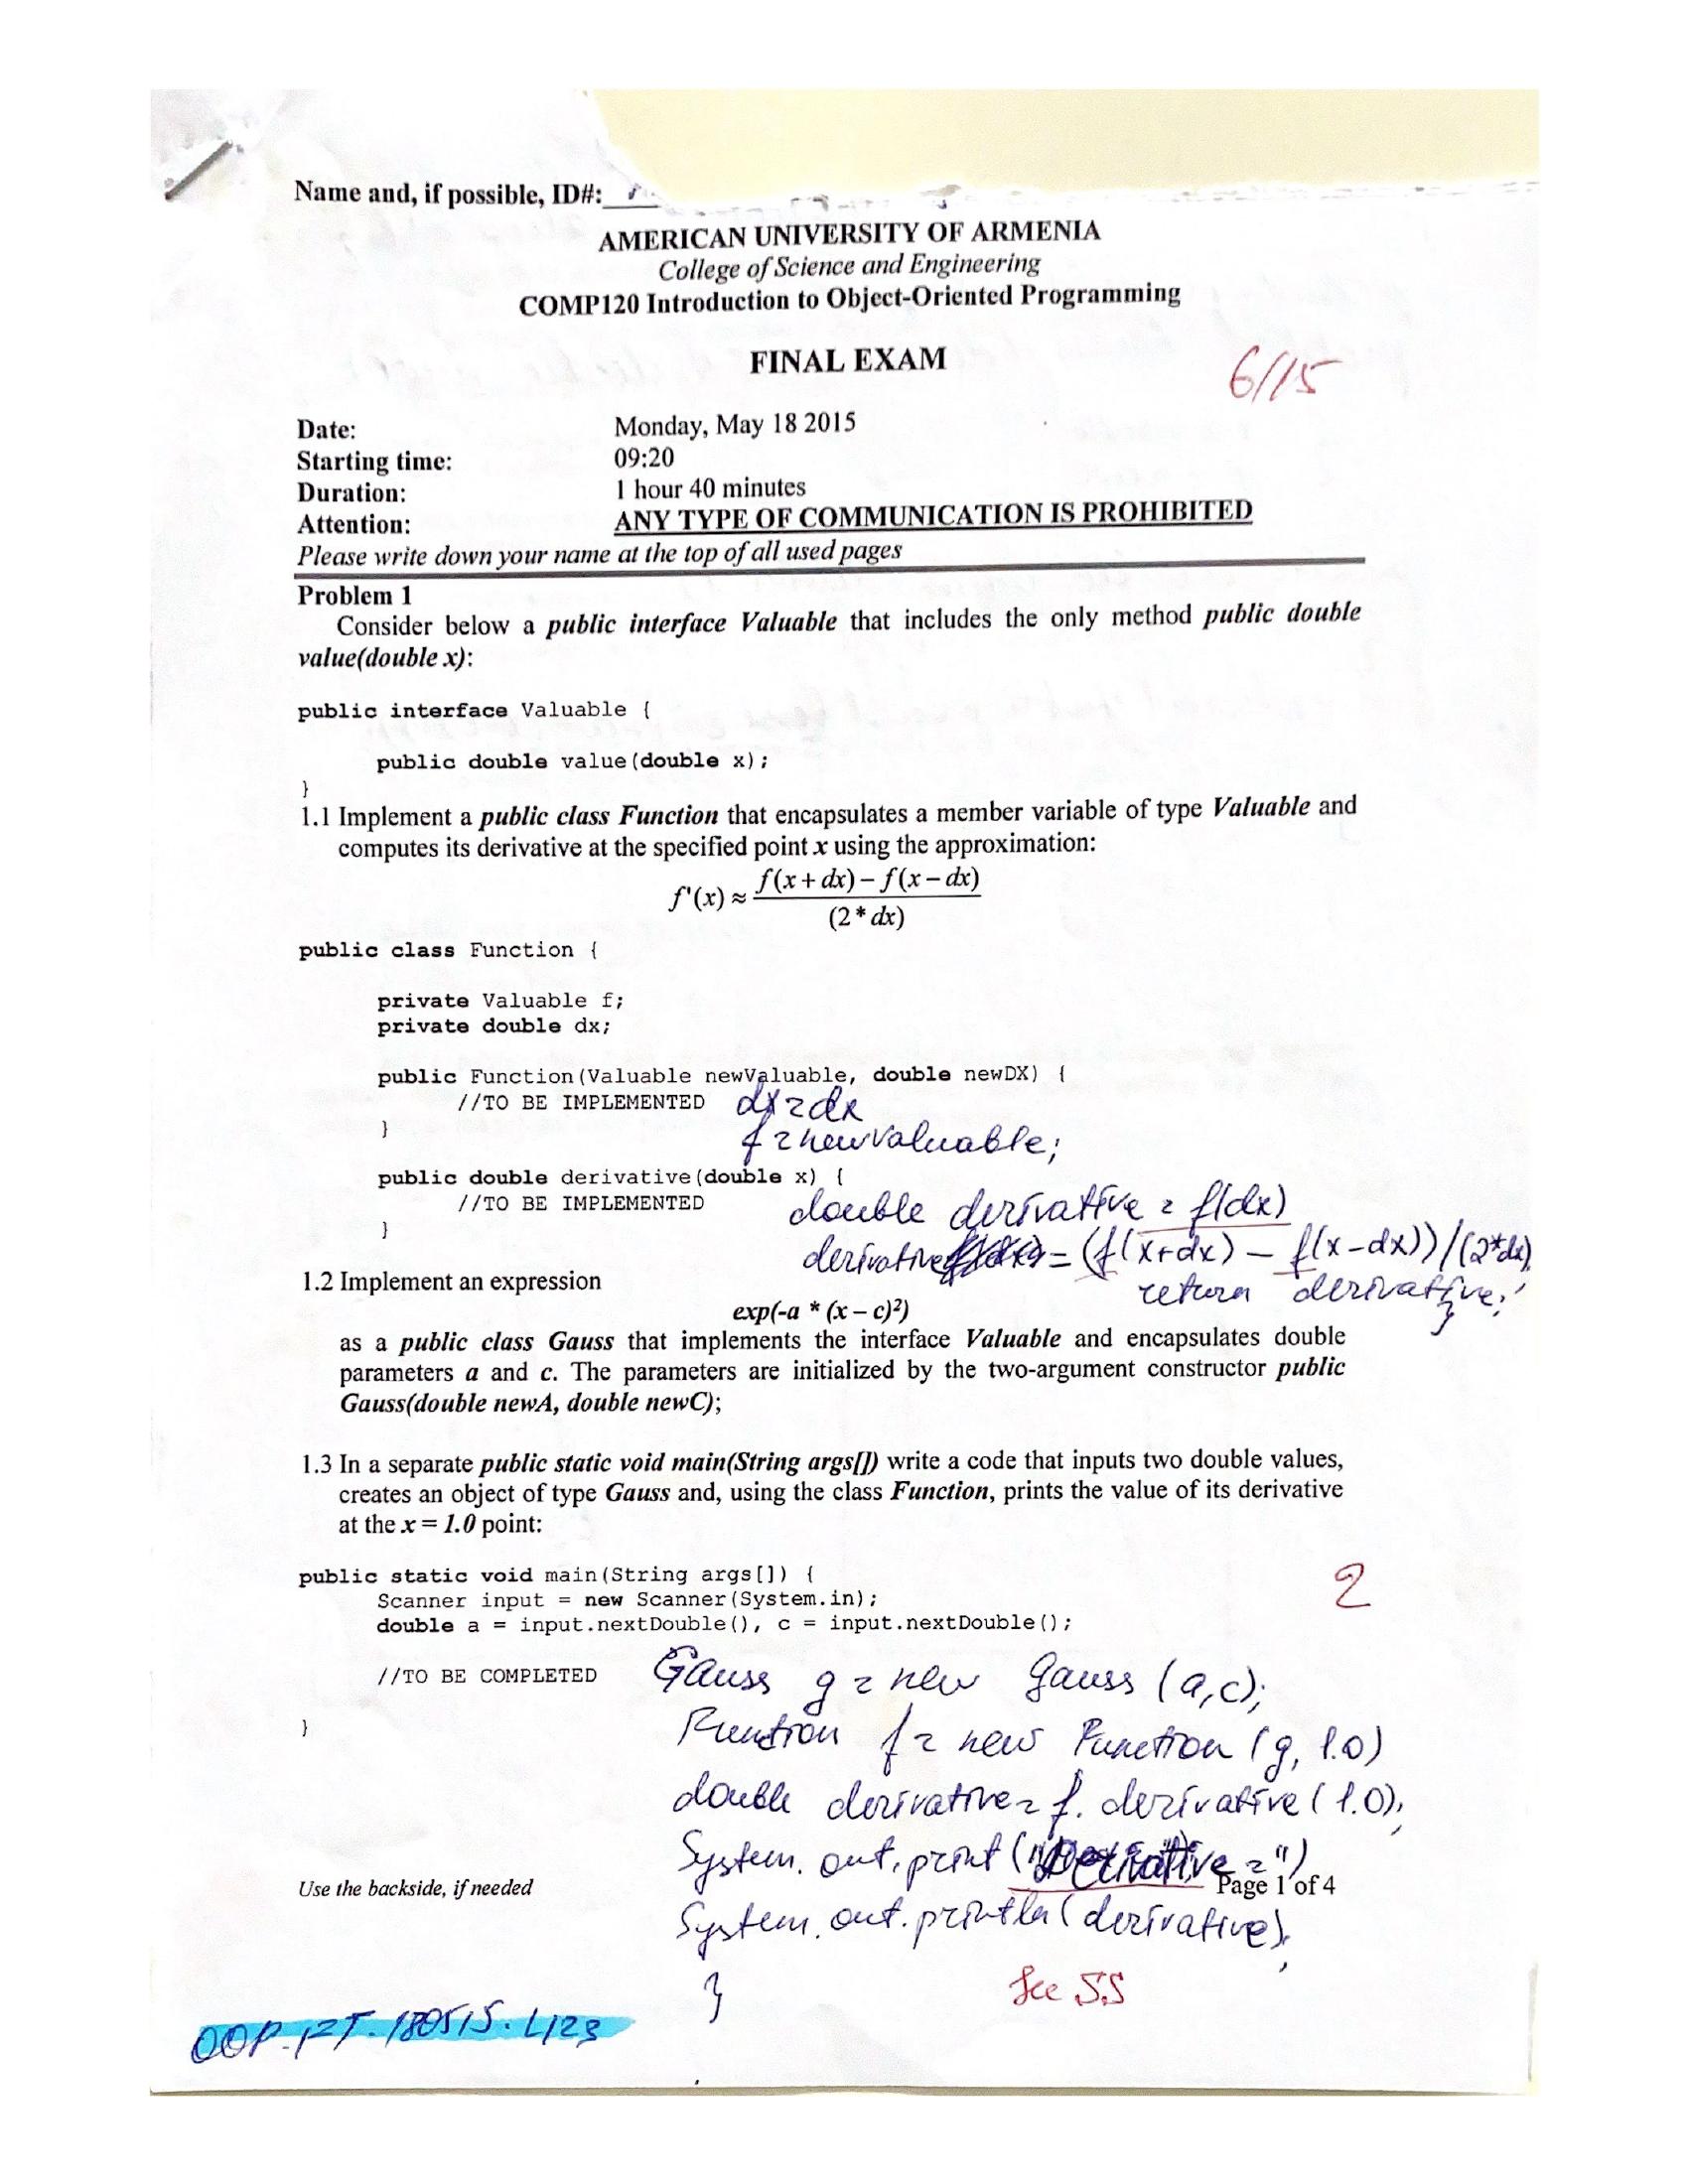 Name and, if possible, ID#:
AMERICAN UNIVERSITY OF ARMENIA
College of Science and Engineering
COMP120 Introduction to Object-Oriented Programming
FINAL EXAM
6/15
Date: Monday, May 18 2015
Starting time: 09:20
Duration: 1 hour 40 minutes
Attention: ANY TYPE OF COMMUNICATION IS PROHIBITED
Please write down your name at the top of all used pages
Problem 1
Consider below a public interface Valuable that includes the only method public double
value(double x):
public interface Valuable {
public double value(double x);
}
1.1 Implement a public class Function that encapsulates a member variable of type Valuable and
computes its derivative at the specified point x using the approximation:
f'(x) ≈ f(x + dx) − f(x − dx) / (2 * dx)
public class Function {
private Valuable f;
private double dx;
public Function(Valuable newValuable, double newDX) {
//TO BE IMPLEMENTED dx = dx
} f = newValuable;
public double derivative(double x) {
//TO BE IMPLEMENTED double derivative = f(dx)
} derivative = (f(x+dx) − f(x−dx))/(2*dx)
return derivative;
}
1.2 Implement an expression
exp(-a * (x – c)²)
as a public class Gauss that implements the interface Valuable and encapsulates double
parameters a and c. The parameters are initialized by the two-argument constructor public
Gauss(double newA, double newC);
1.3 In a separate public static void main(String args[]) write a code that inputs two double values,
creates an object of type Gauss and, using the class Function, prints the value of its derivative
at the x = 1.0 point:
public static void main(String args[]) {
2
Scanner input = new Scanner(System.in);
double a = input.nextDouble(), c = input.nextDouble();
//TO BE COMPLETED Gauss g = new Gauss (a,c);
} Function f = new Function (g, 1.0)
double derivative = f. derivative (1.0);
System. out. print ("Derivative = ")
Use the backside, if needed Page 1 of 4
System. out. println (derivative);
}
See 5.5
OOP. FT. 180515. L123